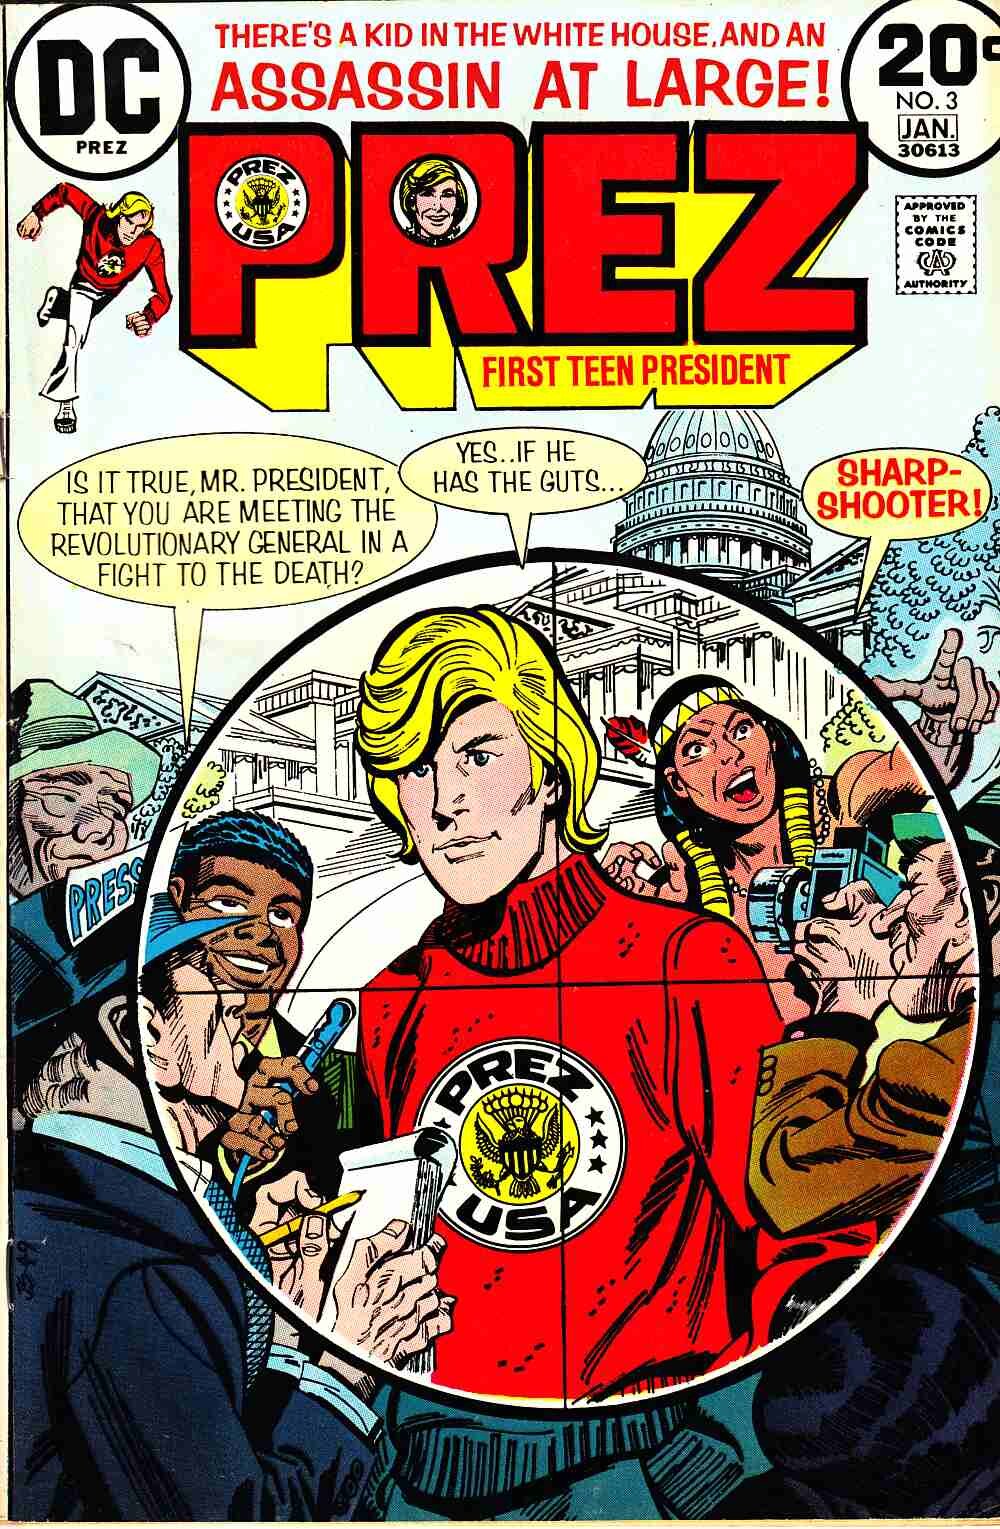 DC
PREZ
THERE'S A KID IN THE WHITE HOUSE, AND AN
ASSASSIN AT LARGE!
20¢
NO. 3
JAN.
30613
PREZ
PREZ
USA
FIRST TEEN PRESIDENT
APPROVED
BY THE
COMICS
CODE
CA
AUTHORITY
IS IT TRUE, MR. PRESIDENT,
THAT YOU ARE MEETING THE
REVOLUTIONARY GENERAL IN A
FIGHT TO THE DEATH?
YES..IF HE
HAS THE GUTS...
SHARP-
SHOOTER!
PRESS
PREZ
USA